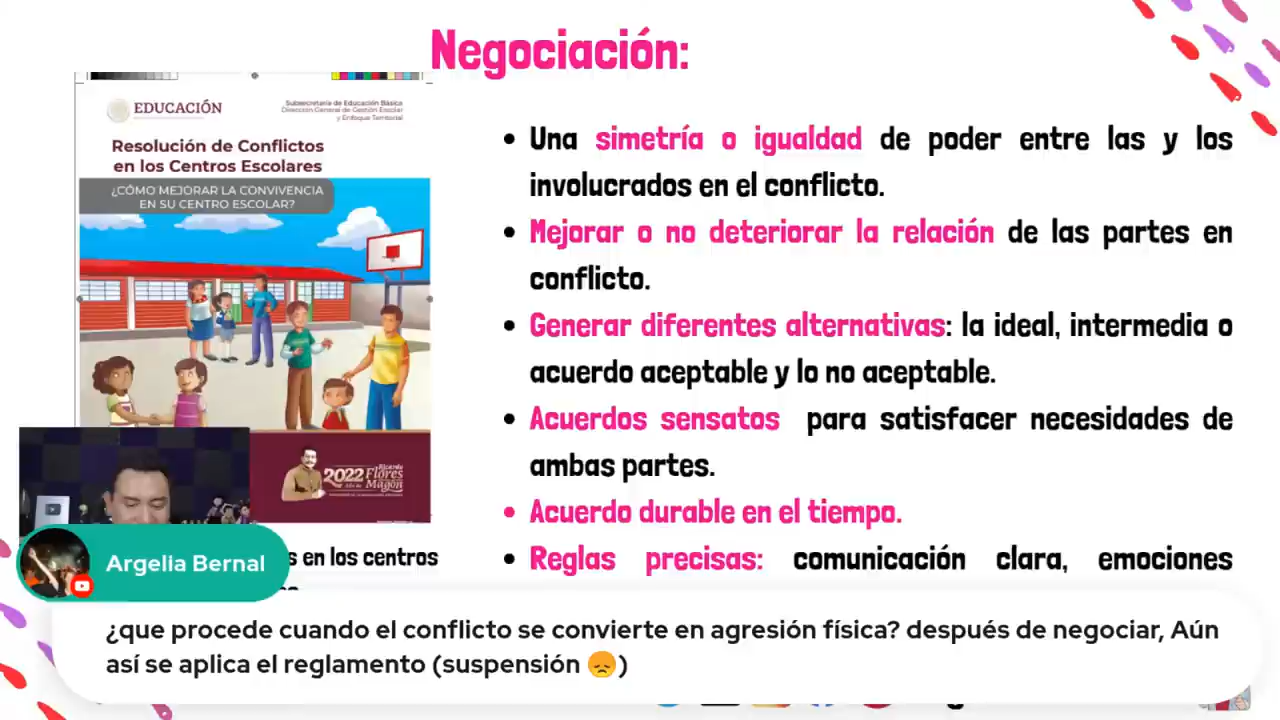 Negociación:
EDUCACIÓN
Subsecretaría de Educación Básica
Dirección General de Gestión Escolar
y Enfoque Territorial
Resolución de Conflictos
en los Centros Escolares
¿CÓMO MEJORAR LA CONVIVENCIA
EN SU CENTRO ESCOLAR?
2022 Ricardo
Flores
Año de Magón
s en los centros
• Una simetría o igualdad de poder entre las y los
involucrados en el conflicto.
• Mejorar o no deteriorar la relación de las partes en
conflicto.
• Generar diferentes alternativas: la ideal, intermedia o
acuerdo aceptable y lo no aceptable.
• Acuerdos sensatos para satisfacer necesidades de
ambas partes.
• Acuerdo durable en el tiempo.
• Reglas precisas: comunicación clara, emociones
Argelia Bernal
¿que procede cuando el conflicto se convierte en agresión física? después de negociar, Aún
así se aplica el reglamento (suspensión 😞)